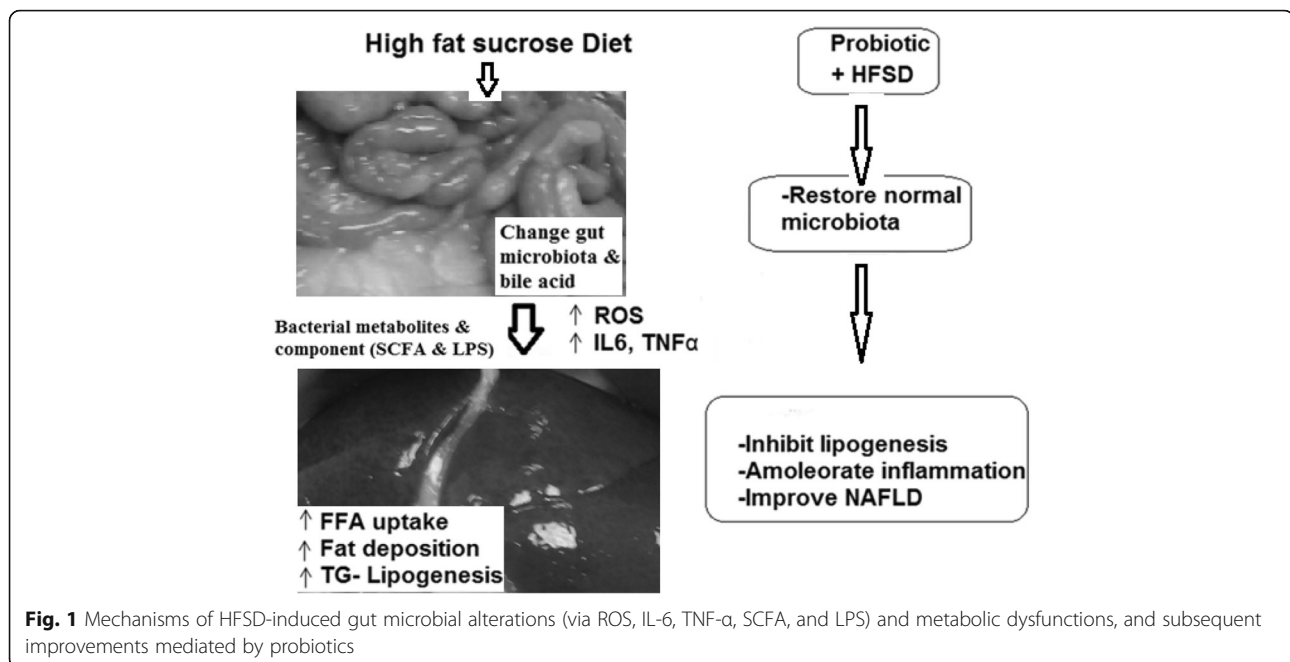 High fat sucrose Diet
Change gut
microbiota &
bile acid
Bacterial metabolites &
component (SCFA & LPS)
↑ ROS
↑ IL6, TNFα
↑ FFA uptake
↑ Fat deposition
↑ TG- Lipogenesis
Probiotic
+ HFSD
-Restore normal
microbiota
-Inhibit lipogenesis
-Amoleorate inflammation
-Improve NAFLD
Fig. 1 Mechanisms of HFSD-induced gut microbial alterations (via ROS, IL-6, TNF-α, SCFA, and LPS) and metabolic dysfunctions, and subsequent
improvements mediated by probiotics